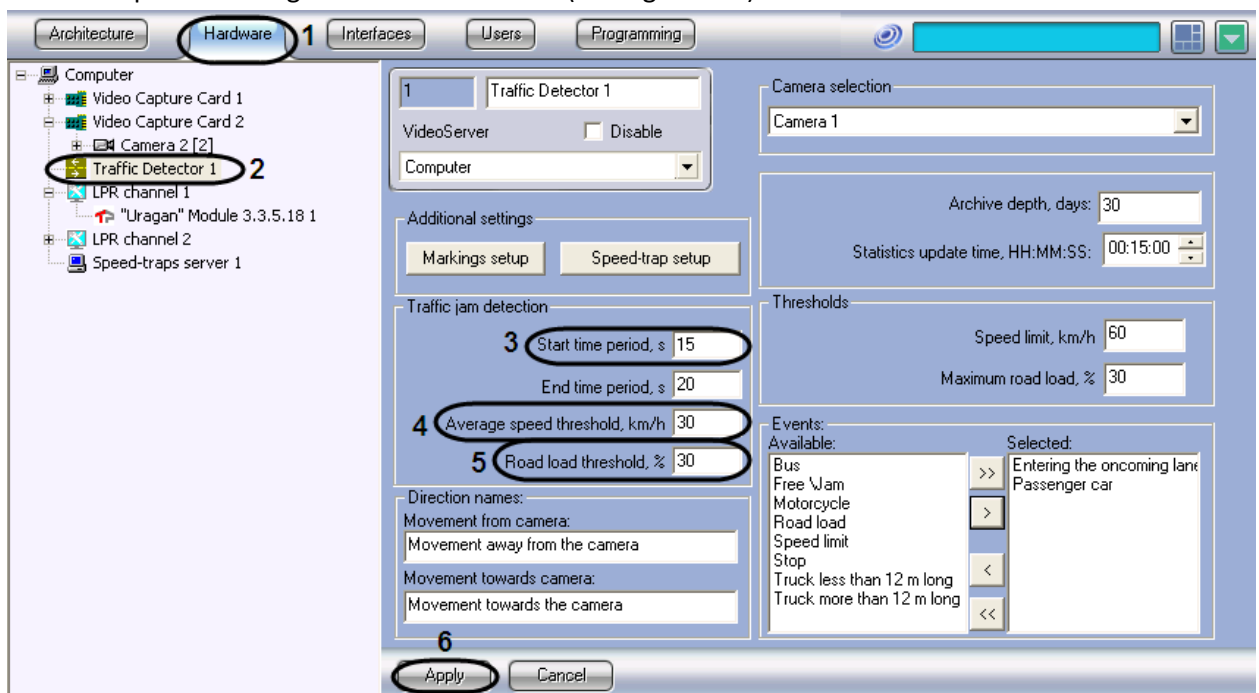 Architecture Hardware 1 Interfaces Users Programming
Computer
Video Capture Card 1
Video Capture Card 2
Camera 2 [2]
Traffic Detector 1 2
LPR channel 1
"Uragan" Module 3.3.5.18 1
LPR channel 2
Speed-traps server 1
1 Traffic Detector 1
VideoServer Disable
Computer
Additional settings
Markings setup Speed-trap setup
Traffic jam detection
3 Start time period, s 15
End time period, s 20
4 Average speed threshold, km/h 30
5 Road load threshold, % 30
Direction names:
Movement from camera:
Movement away from the camera
Movement towards camera:
Movement towards the camera
Camera selection
Camera 1
Archive depth, days: 30
Statistics update time, HH:MM:SS: 00:15:00
Thresholds
Speed limit, km/h 60
Maximum road load, % 30
Events:
Available:
Bus
Free \Jam
Motorcycle
Road load
Speed limit
Stop
Truck less than 12 m long
Truck more than 12 m long
>>
>
<
<<
Selected:
Entering the oncoming lane
Passenger car
6
Apply Cancel